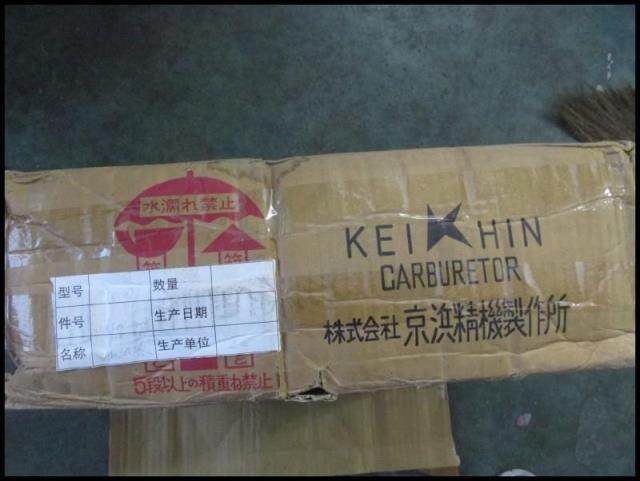 水濡れ禁止
型号 数量
件号 生产日期
名称 生产单位
5段以上の積重ね禁止
KEIHIN
CARBURETOR
株式会社 京浜精機製作所